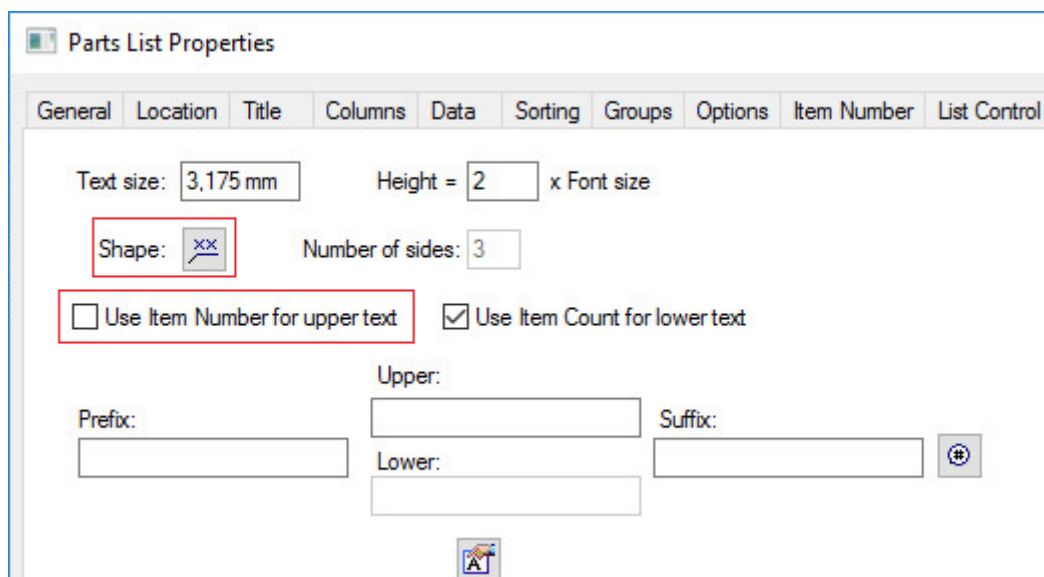 Parts List Properties
General Location Title Columns Data Sorting Groups Options Item Number List Control
Text size: 3,175 mm Height = 2 x Font size
Shape: xx Number of sides: 3
Use Item Number for upper text Use Item Count for lower text
Upper:
Prefix: Suffix:
#
Lower:
A